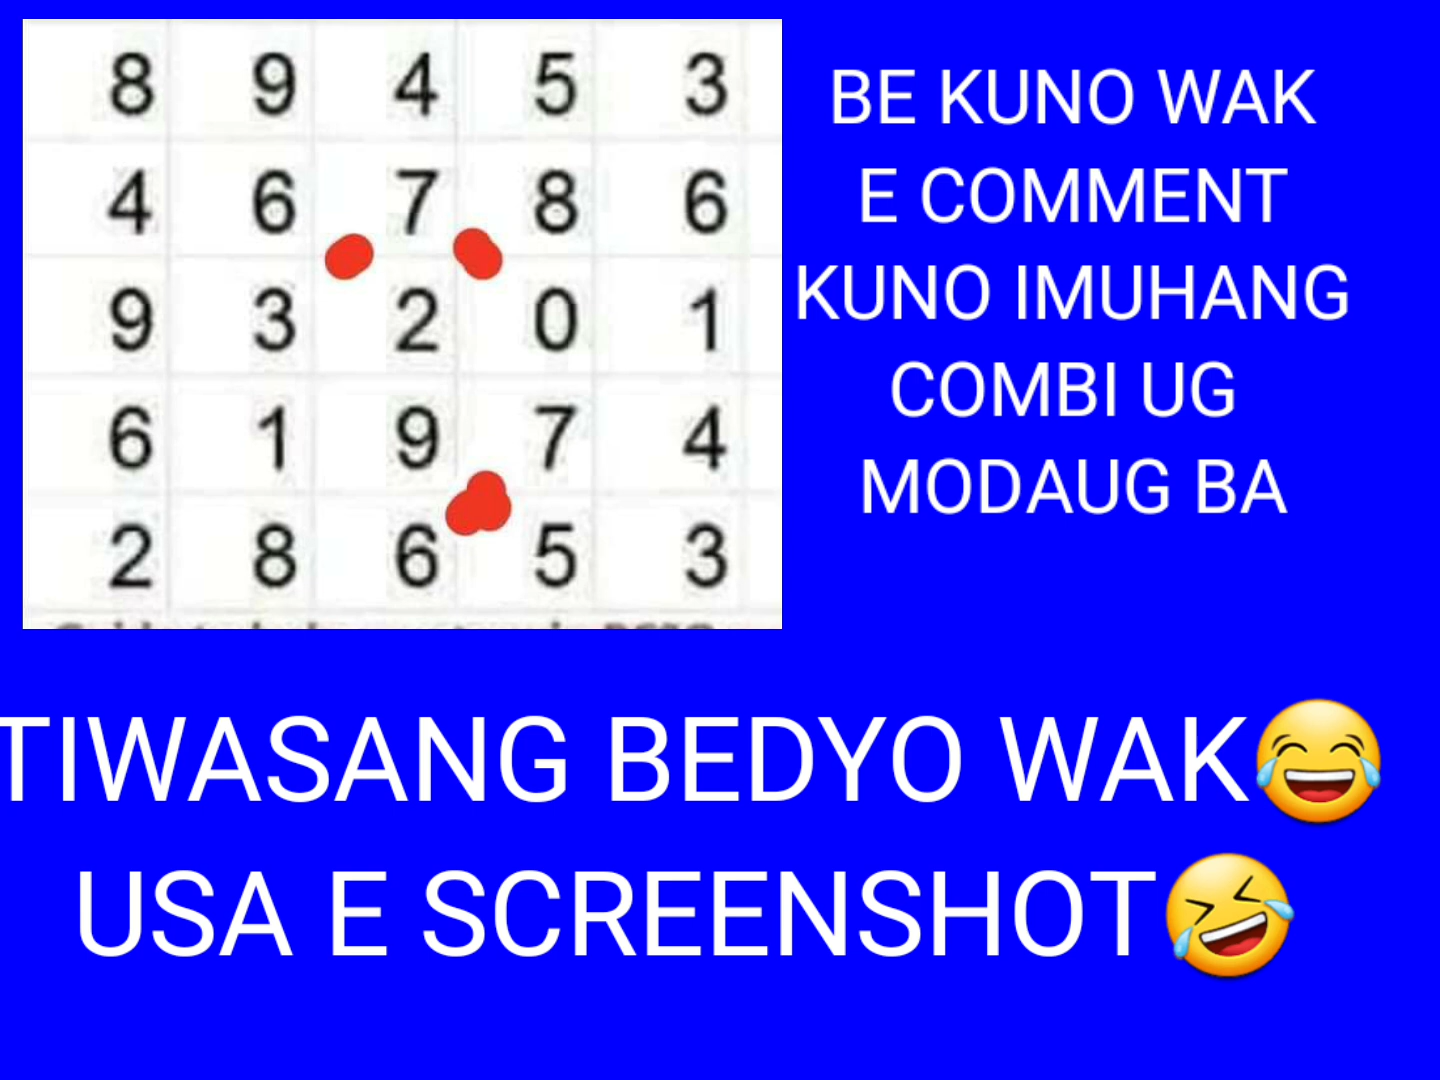 8 9 4 5 3
4 6 7 8 6
9 3 2 0 1
6 1 9 7 4
2 8 6 5 3
BE KUNO WAK
E COMMENT
KUNO IMUHANG
COMBI UG
MODAUG BA
TIWASANG BEDYO WAK😂
USA E SCREENSHOT🤣